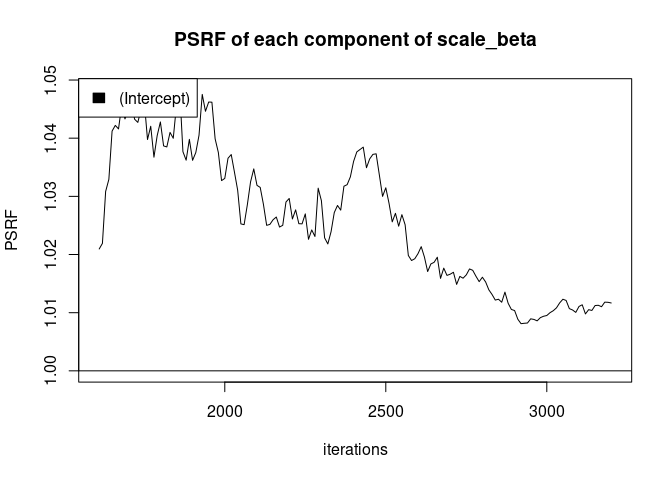 PSRF of each component of scale_beta
(Intercept)
PSRF
1.05
1.04
1.03
1.02
1.01
1.00
2000 2500 3000
iterations